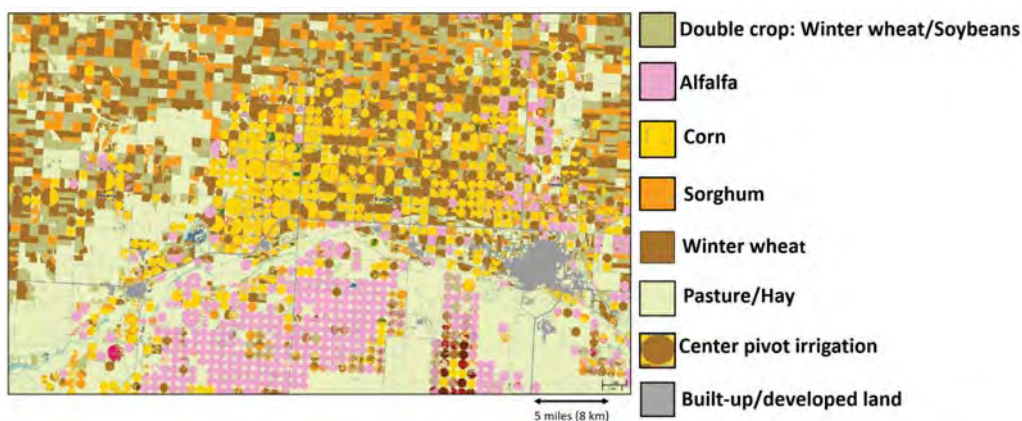 Double crop: Winter wheat/Soybeans
Alfalfa
Corn
Sorghum
Winter wheat
Pasture/Hay
Center pivot irrigation
Built-up/developed land
5 miles (8 km)